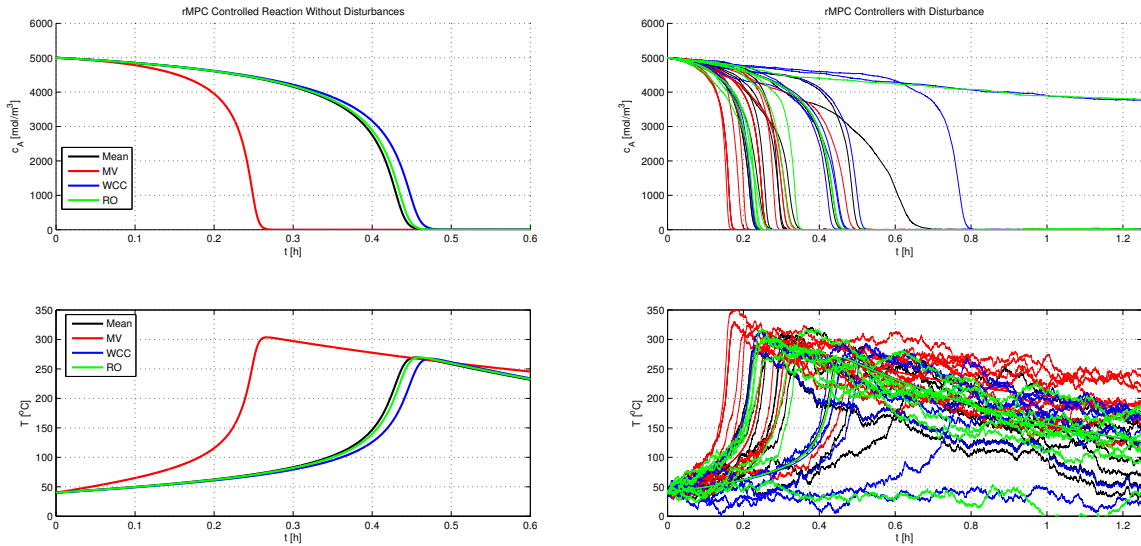 rMPC Controlled Reaction Without Disturbances
6000
5000
4000
3000
2000
1000
0
c_A [mol/m³]
Mean
MV
WCC
RO
0 0.1 0.2 0.3 0.4 0.5 0.6
t [h]
rMPC Controllers with Disturbance
6000
5000
4000
3000
2000
1000
0
c_A [mol/m³]
0 0.2 0.4 0.6 0.8 1 1.2
t [h]
350
300
250
200
150
100
50
0
T [°C]
Mean
MV
WCC
RO
0 0.1 0.2 0.3 0.4 0.5 0.6
t [h]
350
300
250
200
150
100
50
0
T [°C]
0 0.2 0.4 0.6 0.8 1 1.2
t [h]